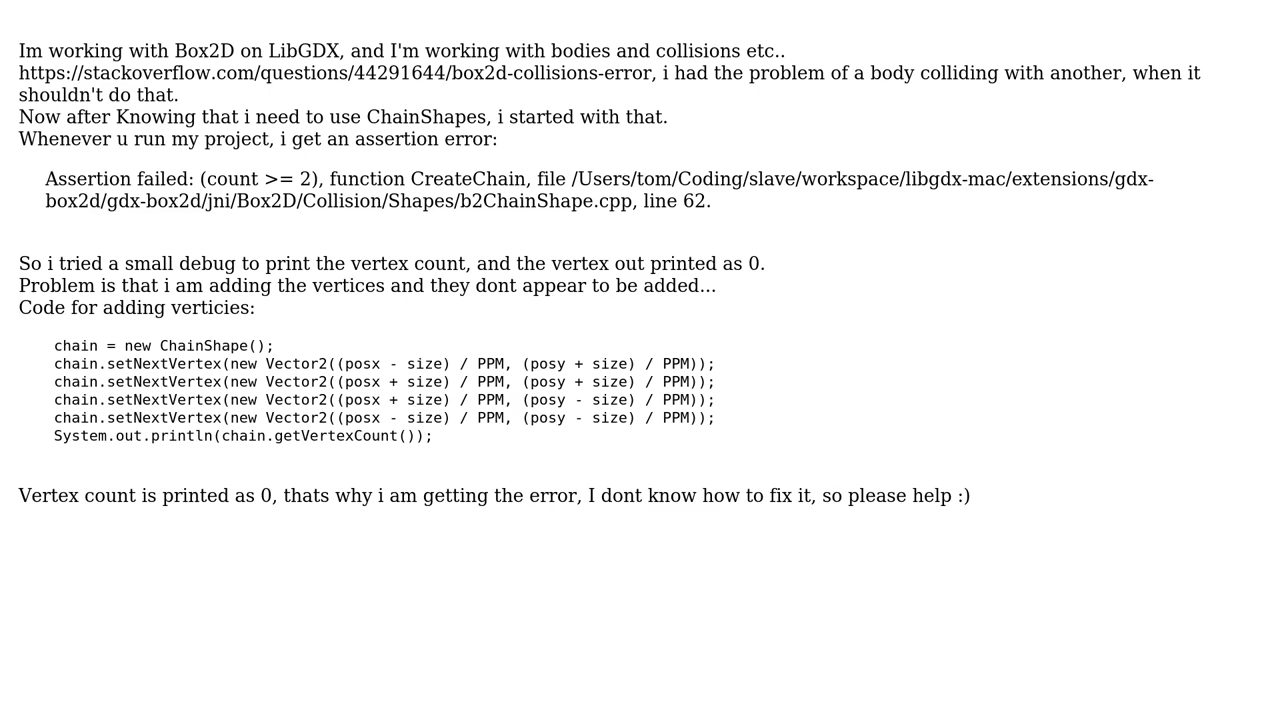 Im working with Box2D on LibGDX, and I'm working with bodies and collisions etc..
https://stackoverflow.com/questions/44291644/box2d-collisions-error, i had the problem of a body colliding with another, when it
shouldn't do that.
Now after Knowing that i need to use ChainShapes, i started with that.
Whenever u run my project, i get an assertion error:
Assertion failed: (count >= 2), function CreateChain, file /Users/tom/Coding/slave/workspace/libgdx-mac/extensions/gdx-
box2d/gdx-box2d/jni/Box2D/Collision/Shapes/b2ChainShape.cpp, line 62.
So i tried a small debug to print the vertex count, and the vertex out printed as 0.
Problem is that i am adding the vertices and they dont appear to be added...
Code for adding verticies:
chain = new ChainShape();
chain.setNextVertex(new Vector2((posx - size) / PPM, (posy + size) / PPM));
chain.setNextVertex(new Vector2((posx + size) / PPM, (posy + size) / PPM));
chain.setNextVertex(new Vector2((posx + size) / PPM, (posy - size) / PPM));
chain.setNextVertex(new Vector2((posx - size) / PPM, (posy - size) / PPM));
System.out.println(chain.getVertexCount());
Vertex count is printed as 0, thats why i am getting the error, I dont know how to fix it, so please help :)